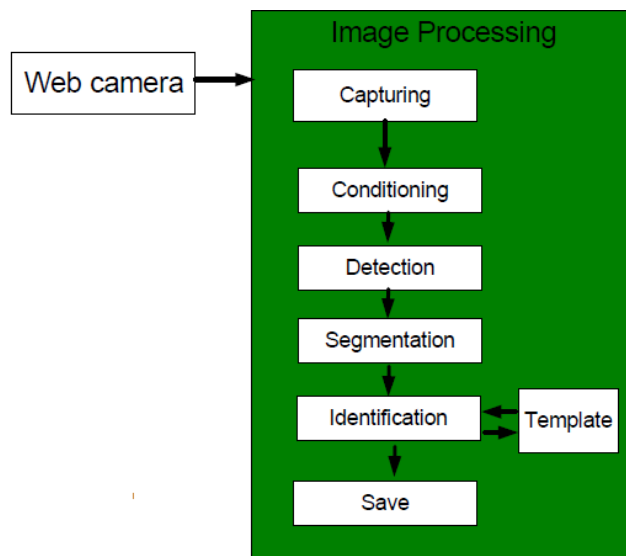 Image Processing
Web camera
Capturing
Conditioning
Detection
Segmentation
Identification
Template
Save